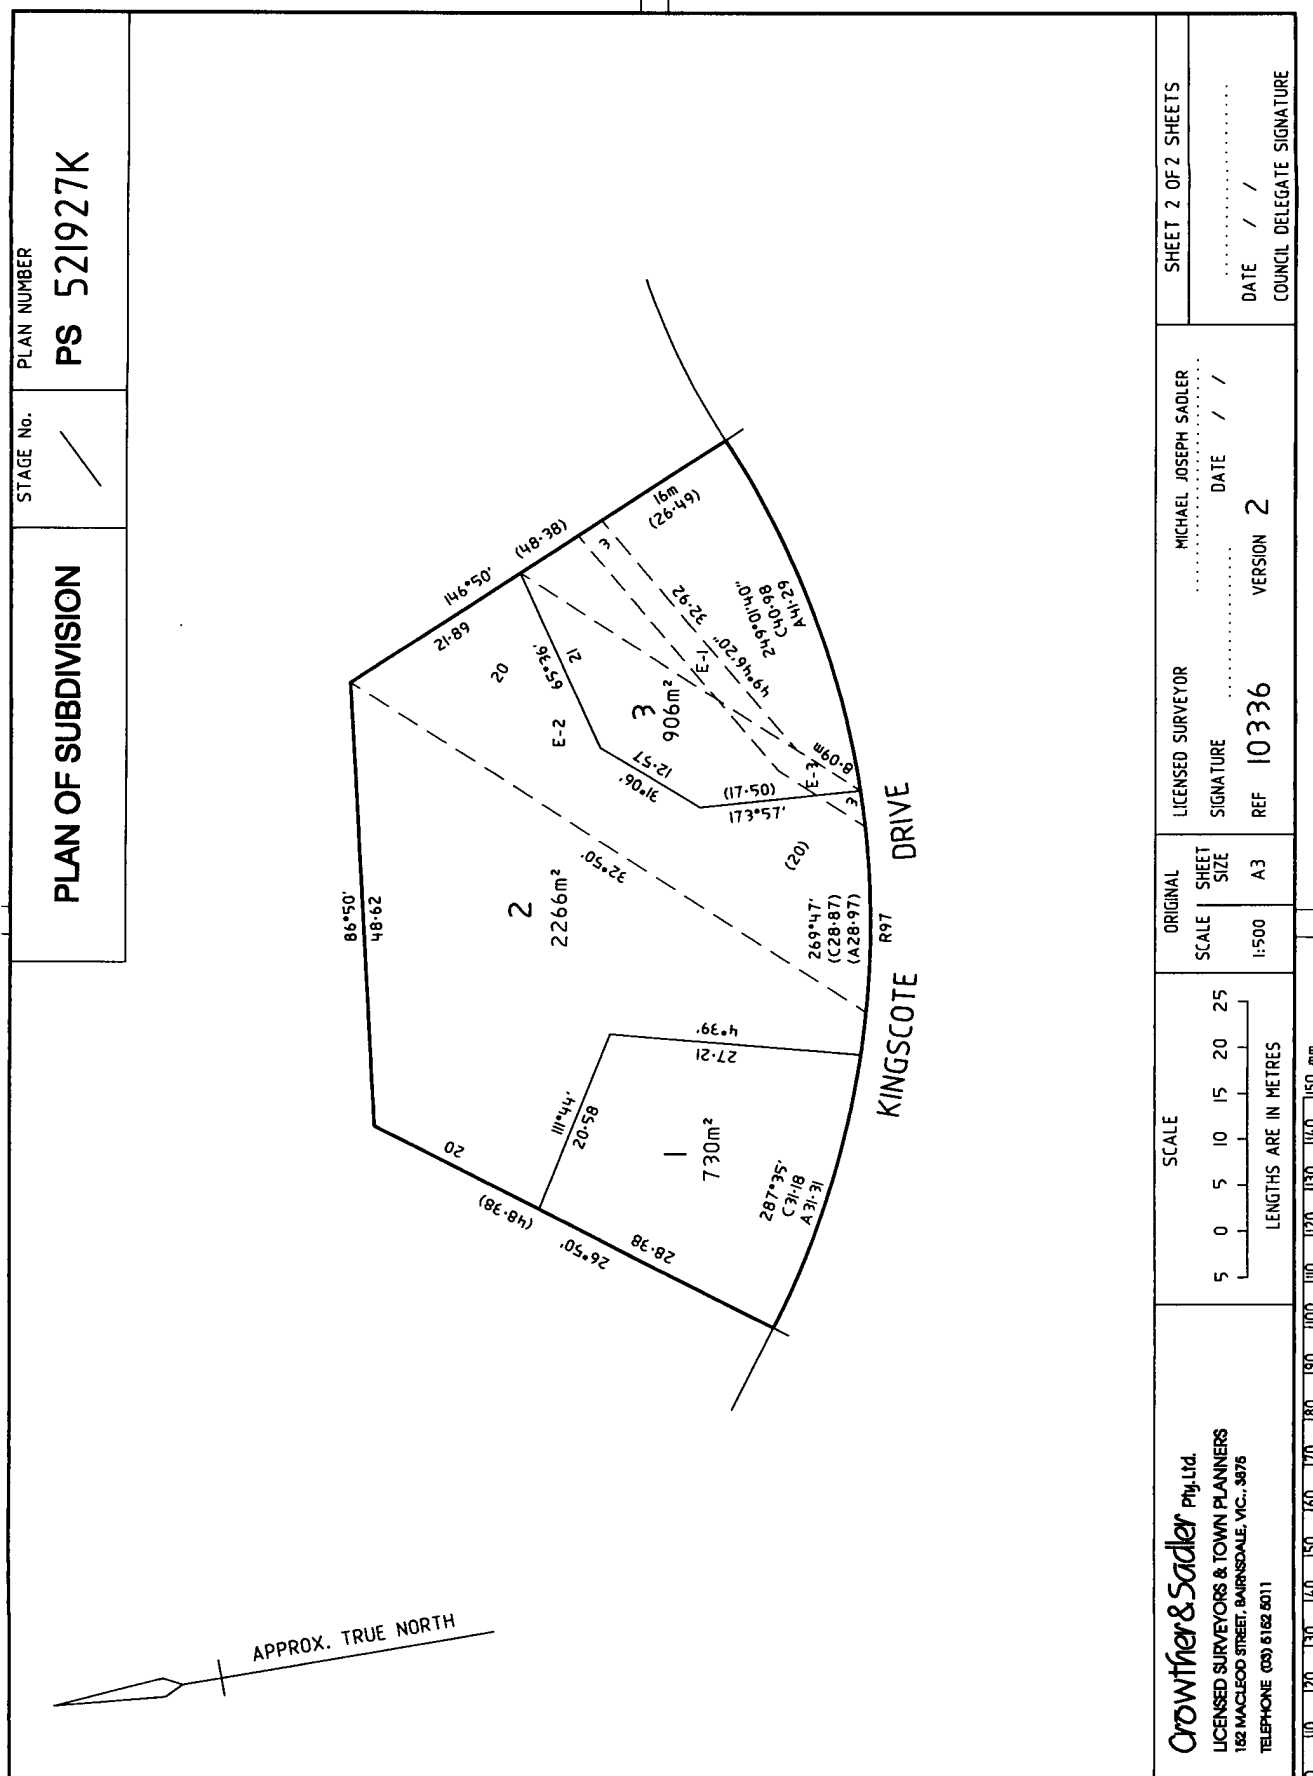 PLAN OF SUBDIVISION
STAGE No.
PLAN NUMBER
PS 521927K
86°50'
48·62
146°50'
(48·38)
21·89
16m
(26·49)
20
(48·38)
26°50'
28·38
111°44'
20·58
4°39'
27·21
1
730m²
287°35'
C31·18
A31·31
2
2266m²
32°50'
E-2
20
65°36'
21
31°06'
12·57
(17·50)
173°57'
3
906m²
E-1
49°46'20"
32·92
3
249°01'40"
C40·98
A41·29
8·09m
E-3
3
(20)
269°47'
(C28·87)
(A28·97)
R97
KINGSCOTE DRIVE
APPROX. TRUE NORTH
Crowther&Sadler Pty.Ltd.
LICENSED SURVEYORS & TOWN PLANNERS
152 MACLEOD STREET, BAIRNSDALE, VIC., 3875
TELEPHONE (03) 5152 5011
SCALE
5 0 5 10 15 20 25
LENGTHS ARE IN METRES
ORIGINAL
SCALE
SHEET
SIZE
1:500
A3
LICENSED SURVEYOR
MICHAEL JOSEPH SADLER
SIGNATURE
DATE / /
REF 10336 VERSION 2
SHEET 2 OF 2 SHEETS
DATE / /
COUNCIL DELEGATE SIGNATURE
150 mm